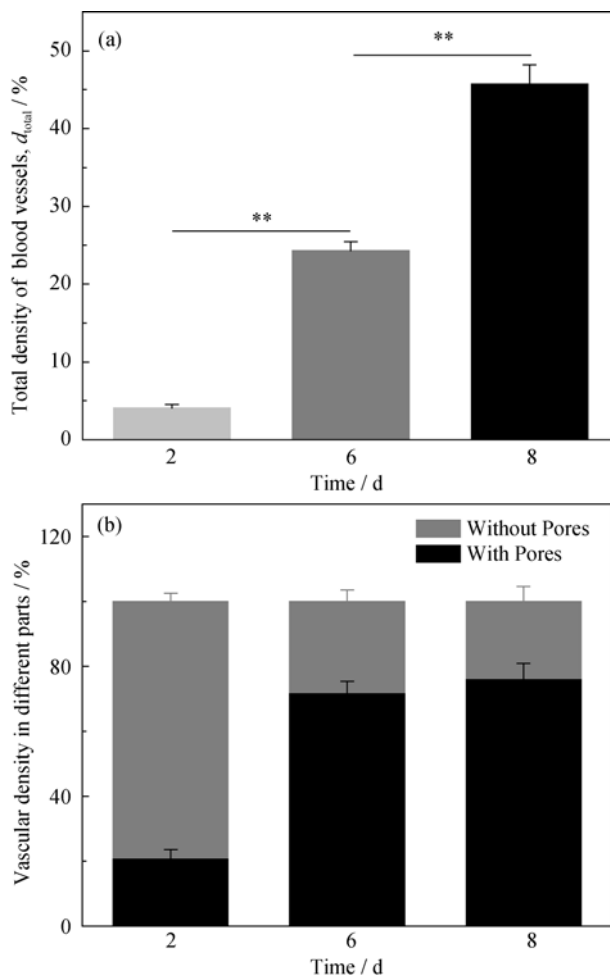 (a)
**
**
50
40
30
20
10
0
Total density of blood vessels, d_total / %
2 6 8
Time / d
(b)
Without Pores
With Pores
120
80
40
0
Vascular density in different parts / %
2 6 8
Time / d